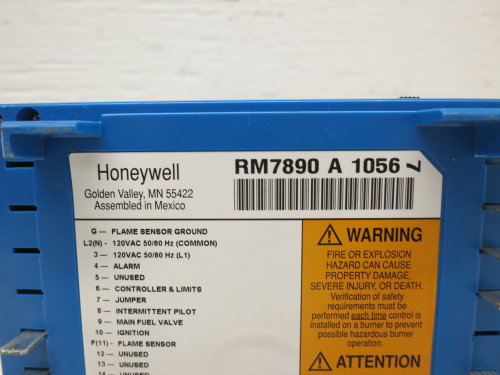 Honeywell
Golden Valley, MN 55422
Assembled in Mexico
RM7890 A 1056 7
G — FLAME SENSOR GROUND
L2(N) - 120VAC 50/60 Hz (COMMON)
3 — 120VAC 50/60 Hz (L1)
4 — ALARM
5 — UNUSED
6 — CONTROLLER & LIMITS
7 — JUMPER
8 — INTERMITTENT PILOT
9 — MAIN FUEL VALVE
10 — IGNITION
F(11) - FLAME SENSOR
12 — UNUSED
13 — UNUSED
14 — UNUSED
WARNING
FIRE OR EXPLOSION
HAZARD CAN CAUSE
PROPERTY DAMAGE,
SEVERE INJURY, OR DEATH.
Verification of safety
requirements must be
performed each time control is
installed on a burner to prevent
possible hazardous burner
operation.
ATTENTION